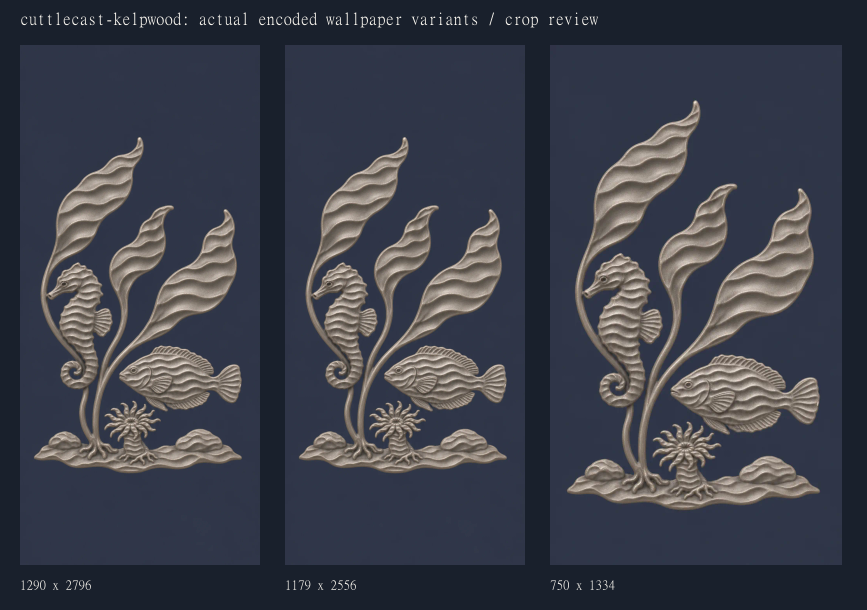 cuttlecast-kelpwood: actual encoded wallpaper variants / crop review
1290 x 2796
1179 x 2556
750 x 1334